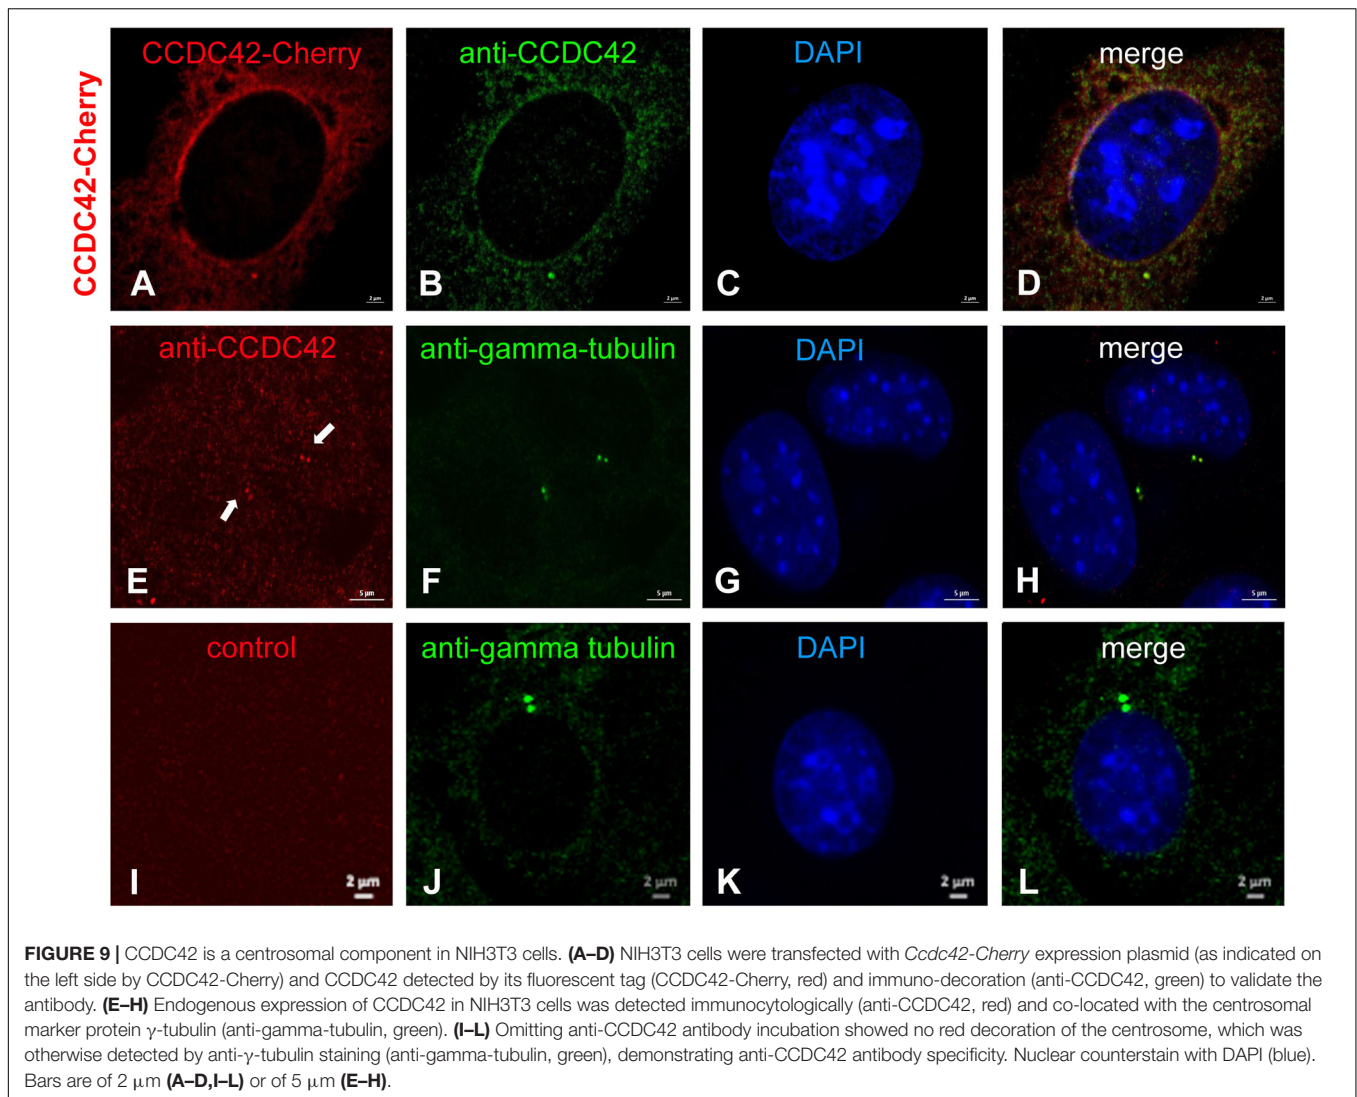 CCDC42-Cherry
CCDC42-Cherry
anti-CCDC42
DAPI
merge
A
2 µm
B
2 µm
C
2 µm
D
2 µm
anti-CCDC42
anti-gamma-tubulin
DAPI
merge
E
5 µm
F
5 µm
G
5 µm
H
5 µm
control
anti-gamma tubulin
DAPI
merge
I
2 µm
J
2 µm
K
2 µm
L
2 µm
FIGURE 9 | CCDC42 is a centrosomal component in NIH3T3 cells. (A–D) NIH3T3 cells were transfected with Ccdc42-Cherry expression plasmid (as indicated on
the left side by CCDC42-Cherry) and CCDC42 detected by its fluorescent tag (CCDC42-Cherry, red) and immuno-decoration (anti-CCDC42, green) to validate the
antibody. (E–H) Endogenous expression of CCDC42 in NIH3T3 cells was detected immunocytologically (anti-CCDC42, red) and co-located with the centrosomal
marker protein γ-tubulin (anti-gamma-tubulin, green). (I–L) Omitting anti-CCDC42 antibody incubation showed no red decoration of the centrosome, which was
otherwise detected by anti-γ-tubulin staining (anti-gamma-tubulin, green), demonstrating anti-CCDC42 antibody specificity. Nuclear counterstain with DAPI (blue).
Bars are of 2 µm (A–D,I–L) or of 5 µm (E–H).